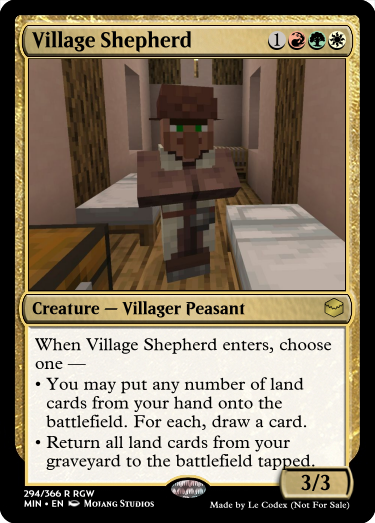 Village Shepherd 1
Creature — Villager Peasant
When Village Shepherd enters, choose
one —
• You may put any number of land
cards from your hand onto the
battlefield. For each, draw a card.
• Return all land cards from your
graveyard to the battlefield tapped.
3/3
294/366 R RGW
MIN • EN Mojang Studios
Made by Le Codex (Not For Sale)